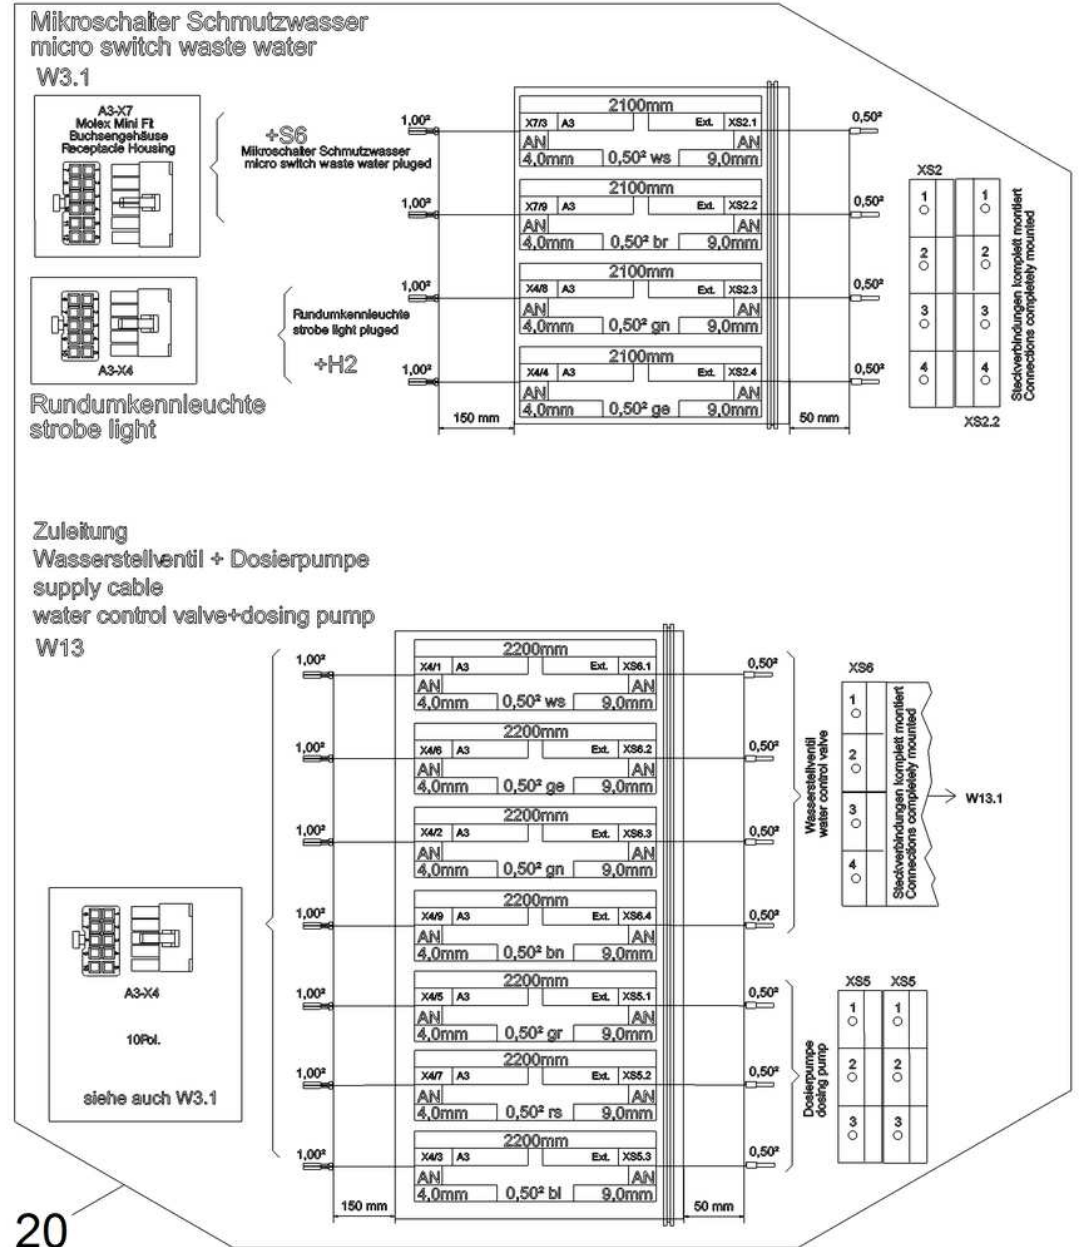 Mikroschalter Schmutzwasser
micro switch waste water
W3.1
A3-X7
Molex Mini Fit
Buchsengehäuse
Receptacle Housing
+S6
Mikroschalter Schmutzwasser
micro switch waste water pluged
A3-X4
Rundumkennleuchte
strobe light pluged
+H2
Rundumkennleuchte
strobe light
1,00²
2100mm
X7/3 A3 Ext. XS2.1
AN AN
4,0mm 0,50² ws 9,0mm
0,50²
1,00²
2100mm
X7/9 A3 Ext. XS2.2
AN AN
4,0mm 0,50² br 9,0mm
0,50²
1,00²
2100mm
X4/8 A3 Ext. XS2.3
AN AN
4,0mm 0,50² gn 9,0mm
0,50²
1,00²
2100mm
X4/4 A3 Ext. XS2.4
AN AN
4,0mm 0,50² ge 9,0mm
0,50²
150 mm
50 mm
XS2
1 1
2 2
3 3
4 4
XS2.2
Steckverbindungen komplett montiert
Connections completely mounted
Zuleitung
Wasserstellventil + Dosierpumpe
supply cable
water control valve+dosing pump
W13
A3-X4
10Pol.
siehe auch W3.1
1,00²
2200mm
X4/1 A3 Ext. XS6.1
AN AN
4,0mm 0,50² ws 9,0mm
0,50²
1,00²
2200mm
X4/6 A3 Ext. XS6.2
AN AN
4,0mm 0,50² ge 9,0mm
0,50²
1,00²
2200mm
X4/2 A3 Ext. XS6.3
AN AN
4,0mm 0,50² gn 9,0mm
0,50²
1,00²
2200mm
X4/9 A3 Ext. XS6.4
AN AN
4,0mm 0,50² bn 9,0mm
0,50²
1,00²
2200mm
X4/5 A3 Ext. XS5.1
AN AN
4,0mm 0,50² gr 9,0mm
0,50²
1,00²
2200mm
X4/7 A3 Ext. XS5.2
AN AN
4,0mm 0,50² rs 9,0mm
0,50²
1,00²
2200mm
X4/3 A3 Ext. XS5.3
AN AN
4,0mm 0,50² bl 9,0mm
0,50²
150 mm
50 mm
Wasserstellventil
water control valve
XS6
1
2
3
4
Steckverbindungen komplett montiert
Connections completely mounted
W13.1
Dosierpumpe
dosing pump
XS5 XS5
1 1
2 2
3 3
20